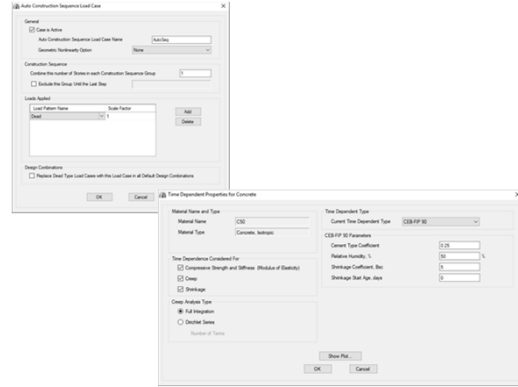 Auto Construction Sequence Load Case
General
Case is Active
Auto Construction Sequence Load Case Name
AutoSeq
Geometric Nonlinearity Option
None
Construction Sequence
Combine this number of Stories in each Construction Sequence Group
1
Exclude this Group Until the Last Step
Loads Applied
Load Pattern Name
Scale Factor
Dead
1
Add
Delete
Design Combinations
Replace Dead Type Load Cases with this Load Case in all Default Design Combinations
OK
Cancel
Time Dependent Properties for Concrete
Material Name and Type
Material Name
C50
Material Type
Concrete, Isotropic
Time Dependence Considered For
Compressive Strength and Stiffness (Modulus of Elasticity)
Creep
Shrinkage
Creep Analysis Type
Full Integration
Dirichlet Series
Number of Terms
Time Dependent Type
Current Time Dependent Type
CEB-FIP 90
CEB-FIP 90 Parameters
Cement Type Coefficient
0.25
Relative Humidity, %
50
%
Shrinkage Coefficient, Bsc
5
Shrinkage Start Age, days
0
Show Plot...
OK
Cancel